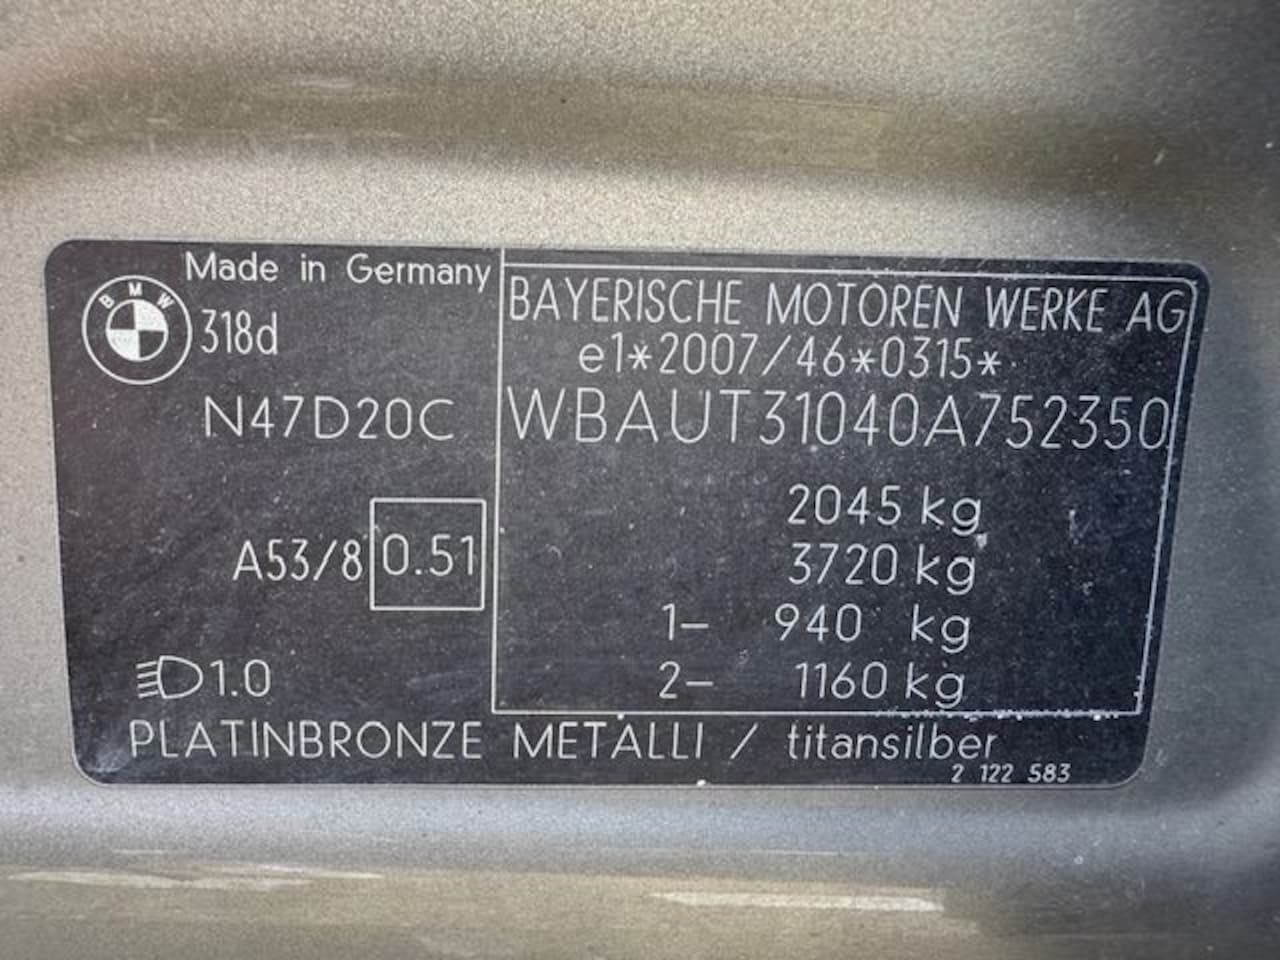 Made in Germany
BMW
318d
N47D20C
A53/8 0.51
1.0
BAYERISCHE MOTOREN WERKE AG
e1*2007/46*0315*
WBAUT31040A752350
2045 kg
3720 kg
1- 940 kg
2- 1160 kg
PLATINBRONZE METALLI / titansilber
2 122 583